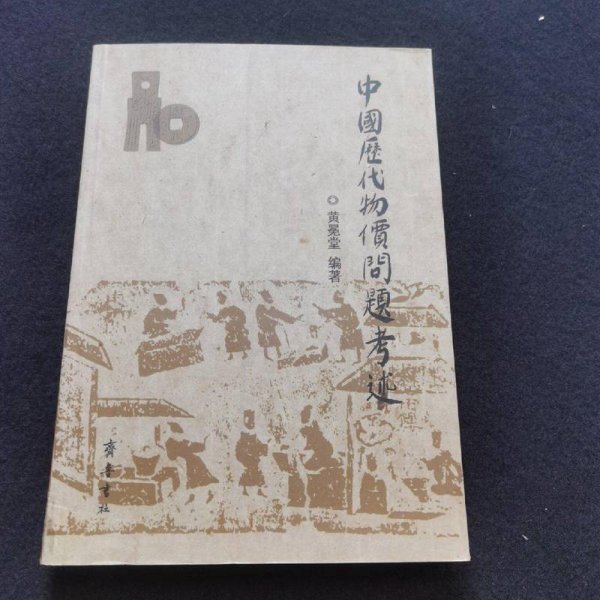 中國歷代物價問題考述
黄冕堂 编著
齊魯書社